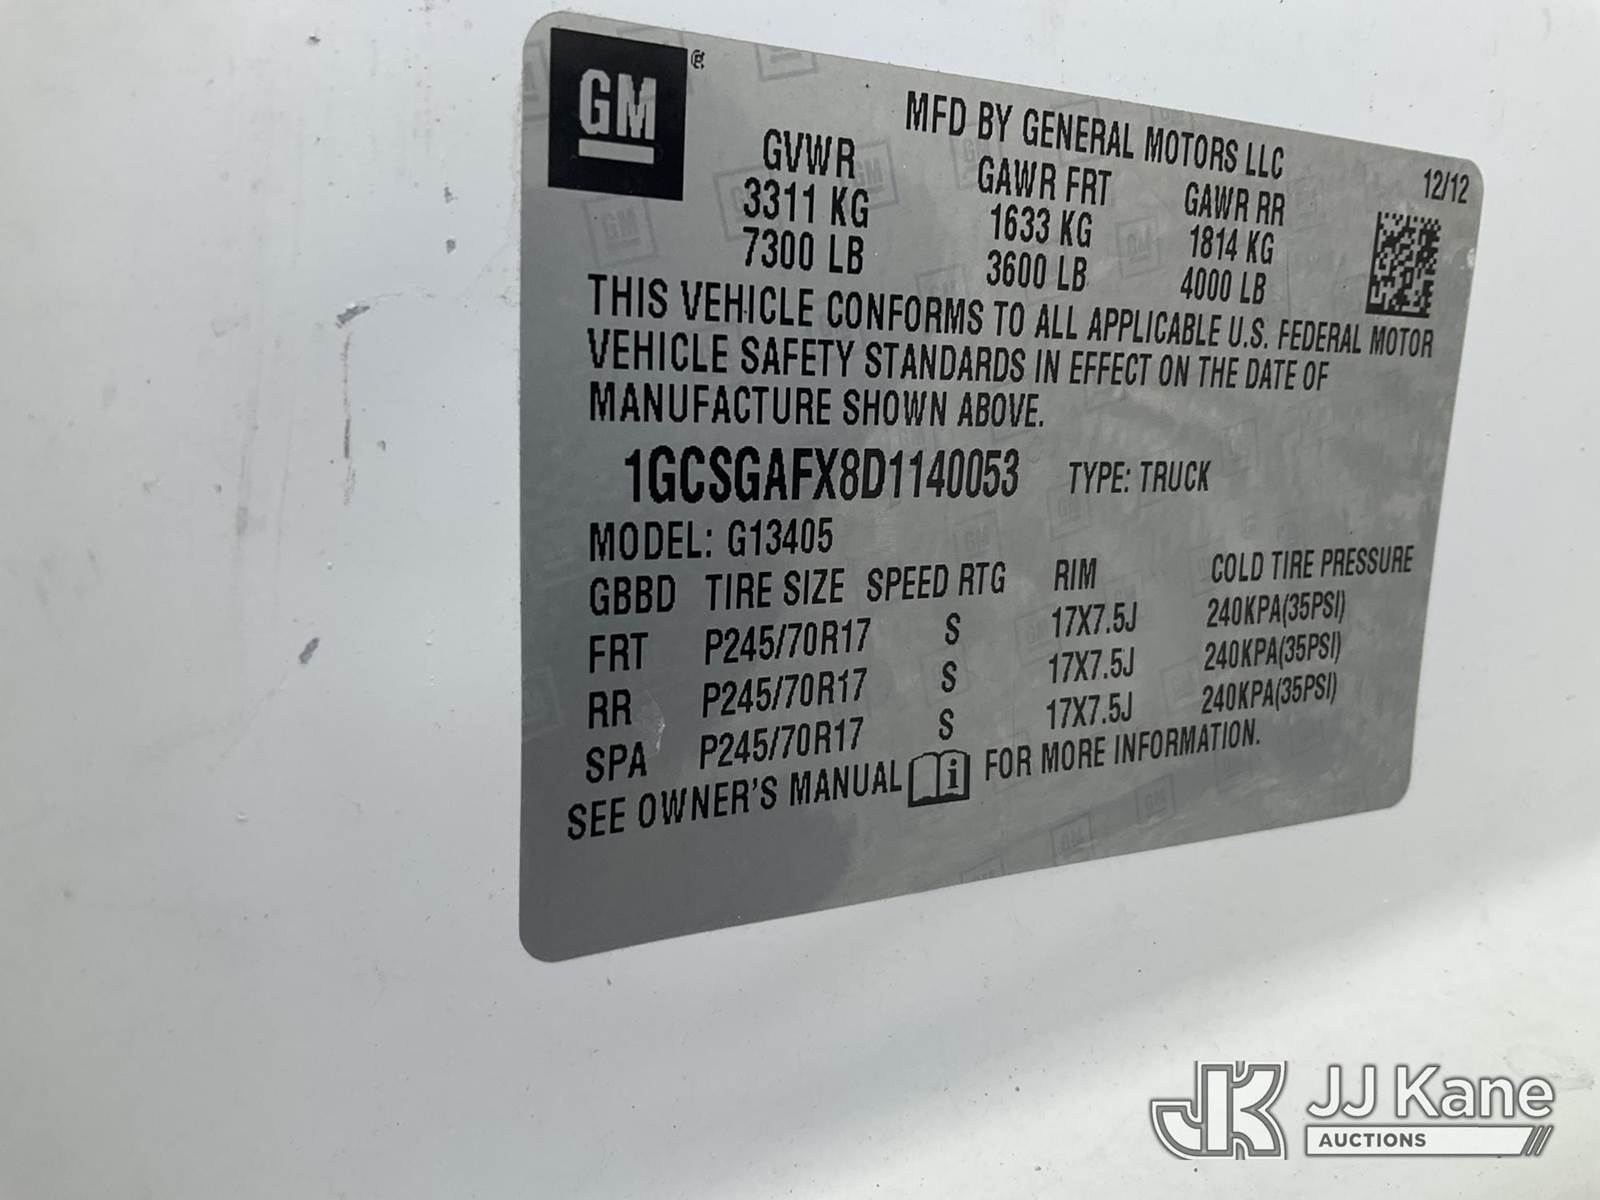 GM
MFD BY GENERAL MOTORS LLC
12/12
GVWR GAWR FRT GAWR RR
3311 KG 1633 KG 1814 KG
7300 LB 3600 LB 4000 LB
THIS VEHICLE CONFORMS TO ALL APPLICABLE U.S. FEDERAL MOTOR
VEHICLE SAFETY STANDARDS IN EFFECT ON THE DATE OF
MANUFACTURE SHOWN ABOVE.
1GCSGAFX8D1140053 TYPE: TRUCK
MODEL: G13405
GBBD TIRE SIZE SPEED RTG RIM COLD TIRE PRESSURE
FRT P245/70R17 S 17X7.5J 240KPA(35PSI)
RR P245/70R17 S 17X7.5J 240KPA(35PSI)
SPA P245/70R17 S 17X7.5J 240KPA(35PSI)
SEE OWNER'S MANUAL i FOR MORE INFORMATION.
JK JJ Kane
AUCTIONS